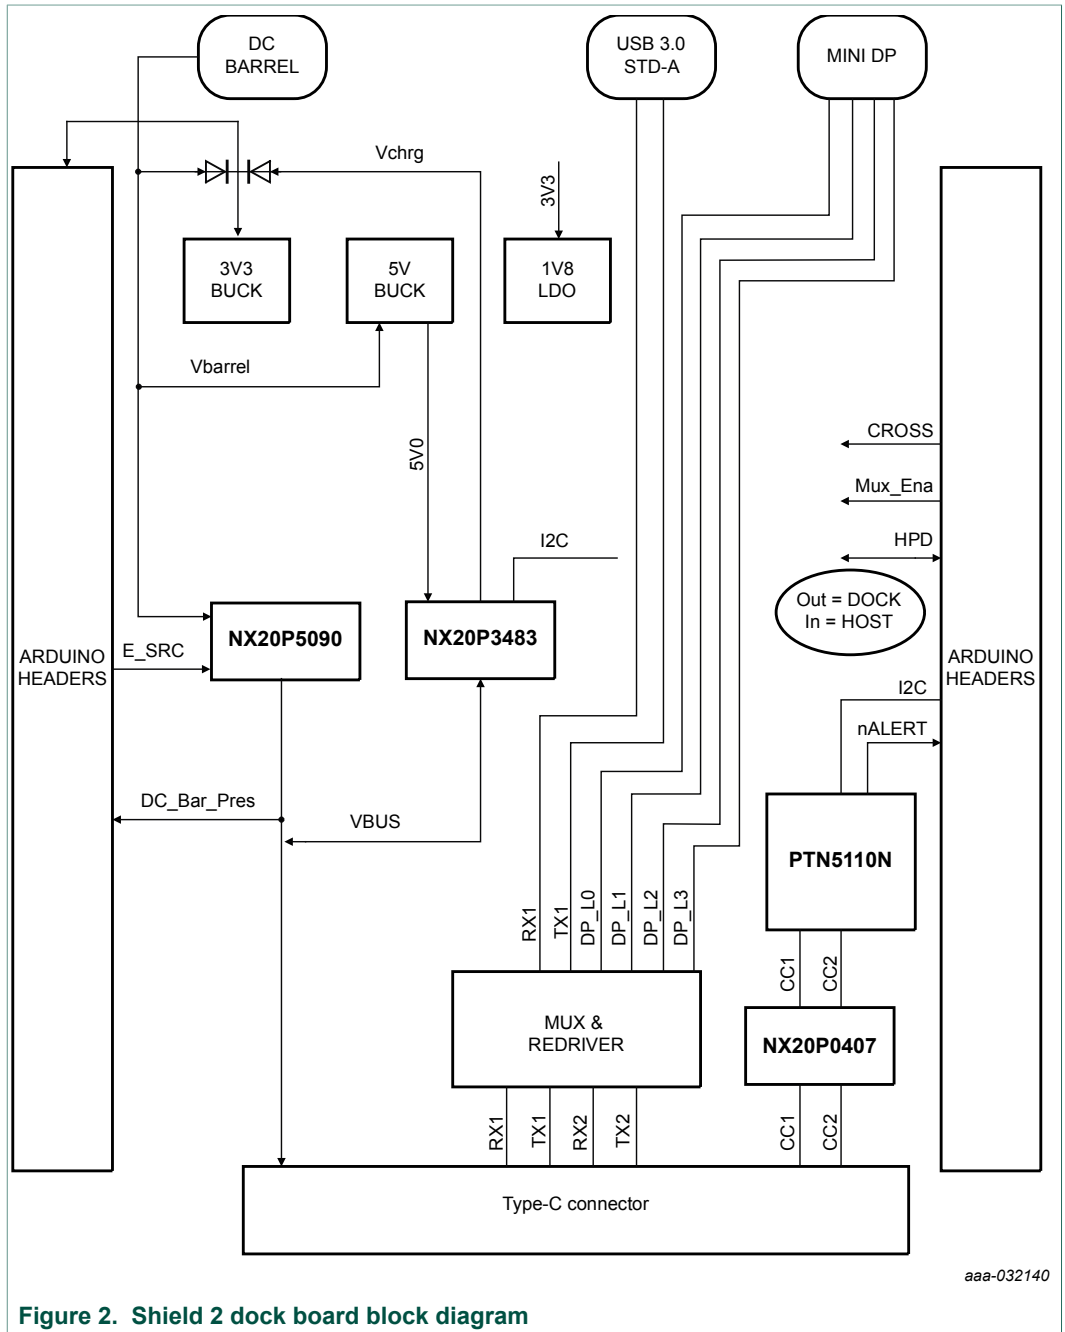 DC
BARREL
USB 3.0
STD-A
MINI DP
Vchrg
3V3
3V3
BUCK
5V
BUCK
1V8
LDO
Vbarrel
5V0
CROSS
Mux_Ena
I2C
HPD
Out = DOCK
In = HOST
NX20P5090
NX20P3483
E_SRC
ARDUINO
HEADERS
ARDUINO
HEADERS
I2C
nALERT
DC_Bar_Pres
VBUS
PTN5110N
RX1
TX1
DP_L0
DP_L1
DP_L2
DP_L3
CC1
CC2
MUX &
REDRIVER
NX20P0407
RX1
TX1
RX2
TX2
CC1
CC2
Type-C connector
aaa-032140
Figure 2. Shield 2 dock board block diagram